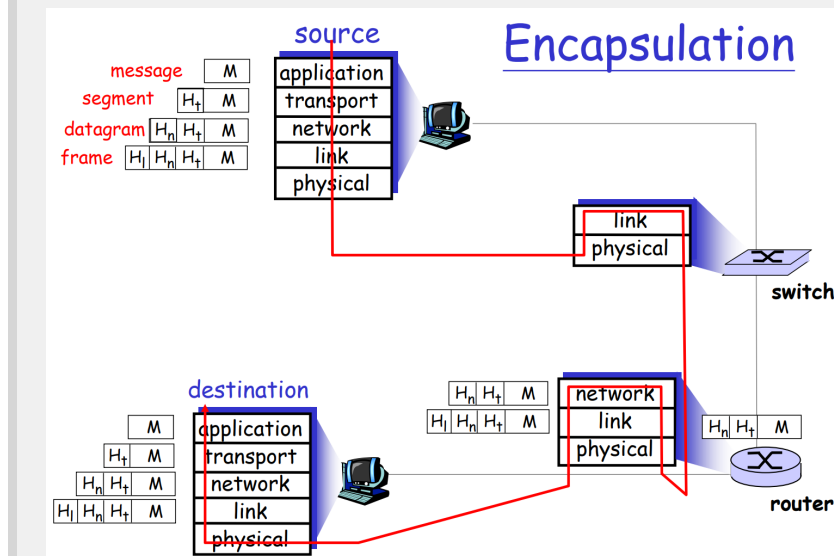 source
Encapsulation
message M
application
segment Ht M
transport
datagram Hn Ht M
network
frame Hl Hn Ht M
link
physical
link
physical
switch
destination
Hn Ht M
network
Hl Hn Ht M
link
physical
Hn Ht M
router
M
application
Ht M
transport
Hn Ht M
network
Hl Hn Ht M
link
physical